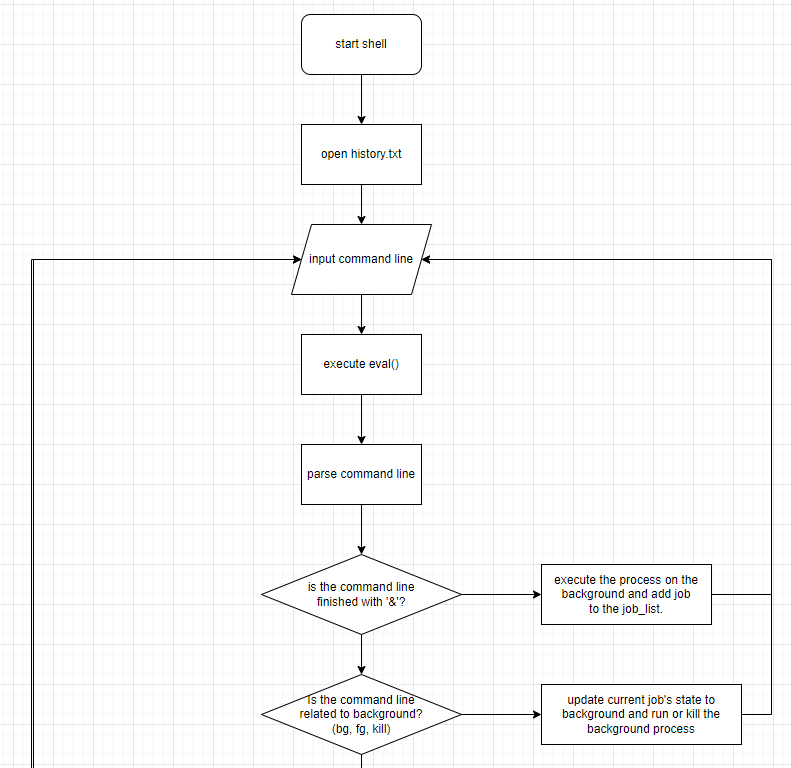 start shell
open history.txt
input command line
execute eval()
parse command line
is the command line
finished with '&'?
execute the process on the
background and add job
to the job_list.
Is the command line
related to background?
(bg, fg, kill)
update current job's state to
background and run or kill the
background process